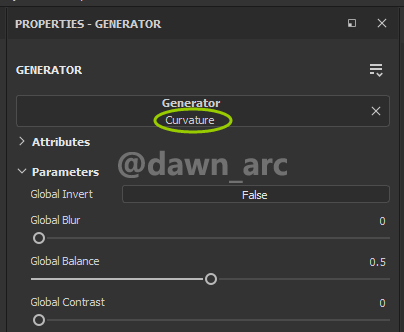 PROPERTIES - GENERATOR
GENERATOR
Generator
Curvature
Attributes
@dawn_arc
Parameters
Global Invert False
Global Blur 0
Global Balance 0.5
Global Contrast 0